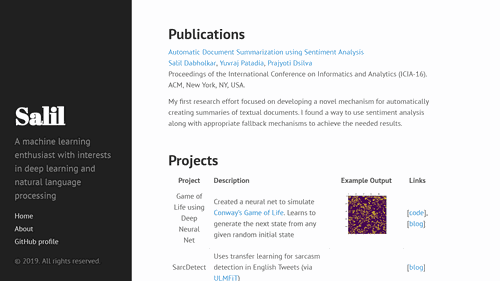 Salil
A machine learning
enthusiast with interests
in deep learning and
natural language
processing
Home
About
GitHub profile
© 2019. All rights reserved.
Publications
Automatic Document Summarization using Sentiment Analysis
Salil Dabholkar, Yuvraj Patadia, Prajyoti Dsilva
Proceedings of the International Conference on Informatics and Analytics (ICIA-16).
ACM, New York, NY, USA.
My first research effort focused on developing a novel mechanism for automatically
creating summaries of textual documents. I found a way to use sentiment analysis
along with appropriate fallback mechanisms to achieve the needed results.
Projects
Project Description Example Output Links
Game of
Life using
Deep
Neural
Net
Created a neural net to simulate
Conway's Game of Life. Learns to
generate the next state from any
given random initial state
[code],
[blog]
SarcDetect
Uses transfer learning for sarcasm
detection in English Tweets (via
ULMFiT)
[blog]